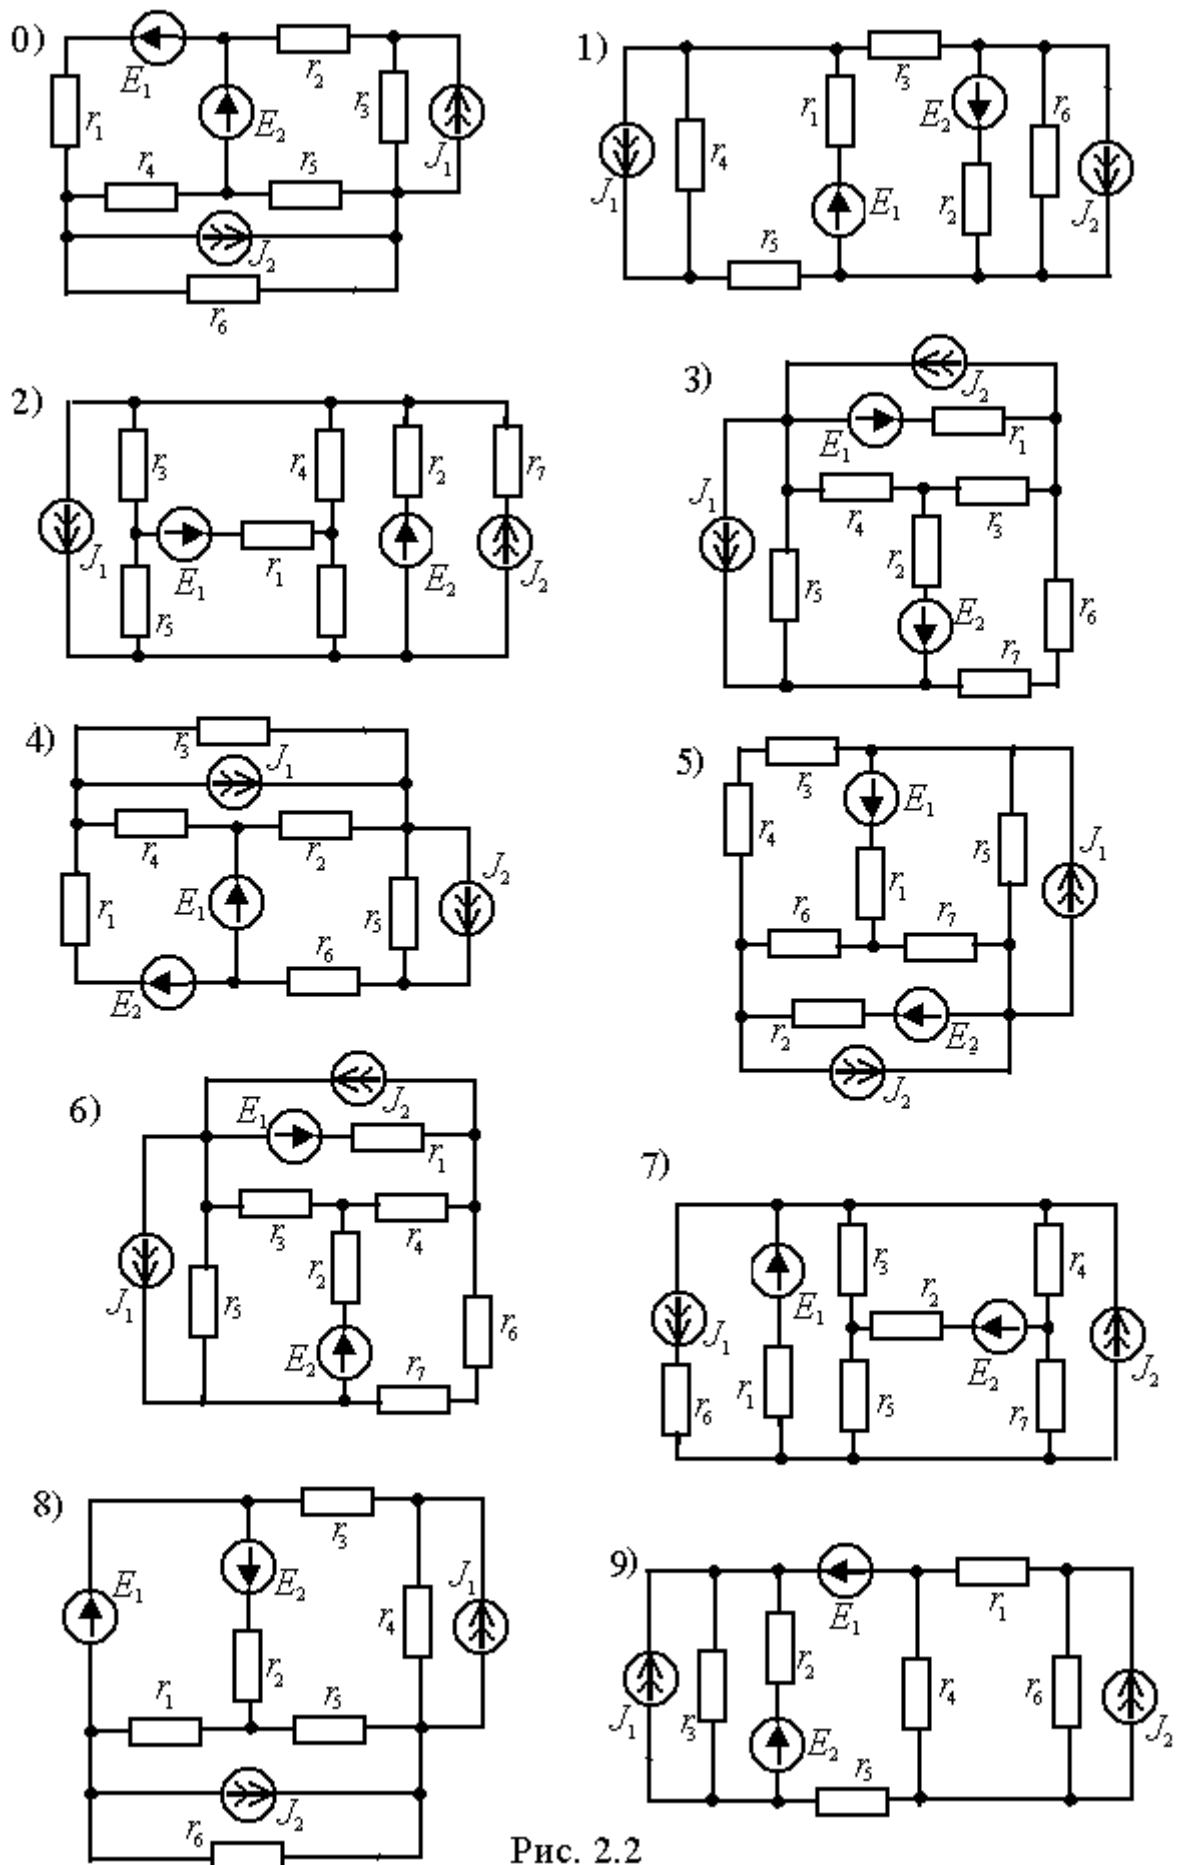 0) E₁ r₁ r₂ E₂ r₃ J₁ r₄ r₅ J₂ r₆
1) J₁ r₄ r₁ E₁ r₃ E₂ r₂ r₆ J₂ r₅
2) J₁ r₃ E₁ r₁ r₄ r₅ r₂ E₂ r₇ J₂
3) J₂ E₁ r₁ J₁ r₄ r₃ r₅ r₂ E₂ r₆ r₇
4) r₃ J₁ r₄ r₂ J₂ r₁ E₁ r₅ r₆ E₂
5) r₃ E₁ r₄ r₅ J₁ r₁ r₆ r₇ r₂ E₂ J₂
6) J₂ E₁ r₁ r₃ r₄ J₁ r₅ r₂ E₂ r₆ r₇
7) r₃ r₄ E₁ r₂ J₁ E₂ J₂ r₆ r₁ r₅ r₇
8) r₃ E₁ E₂ J₁ r₄ r₂ r₁ r₅ J₂ r₆
9) E₁ r₁ r₂ r₄ r₆ J₁ r₃ E₂ J₂ r₅
Рис. 2.2